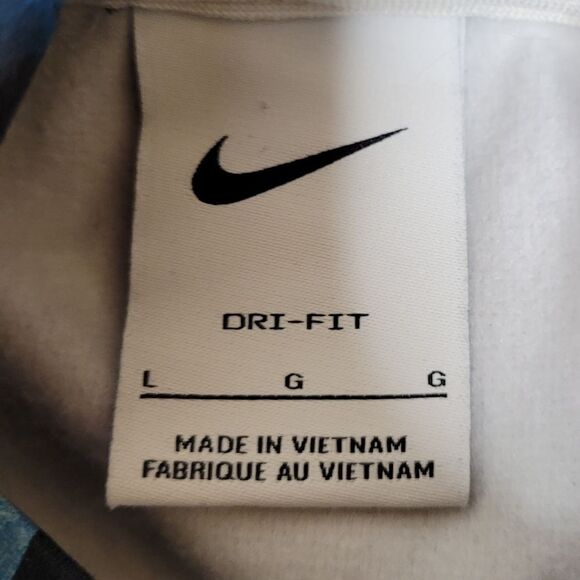 DRI-FIT
L G G
MADE IN VIETNAM
FABRIQUE AU VIETNAM